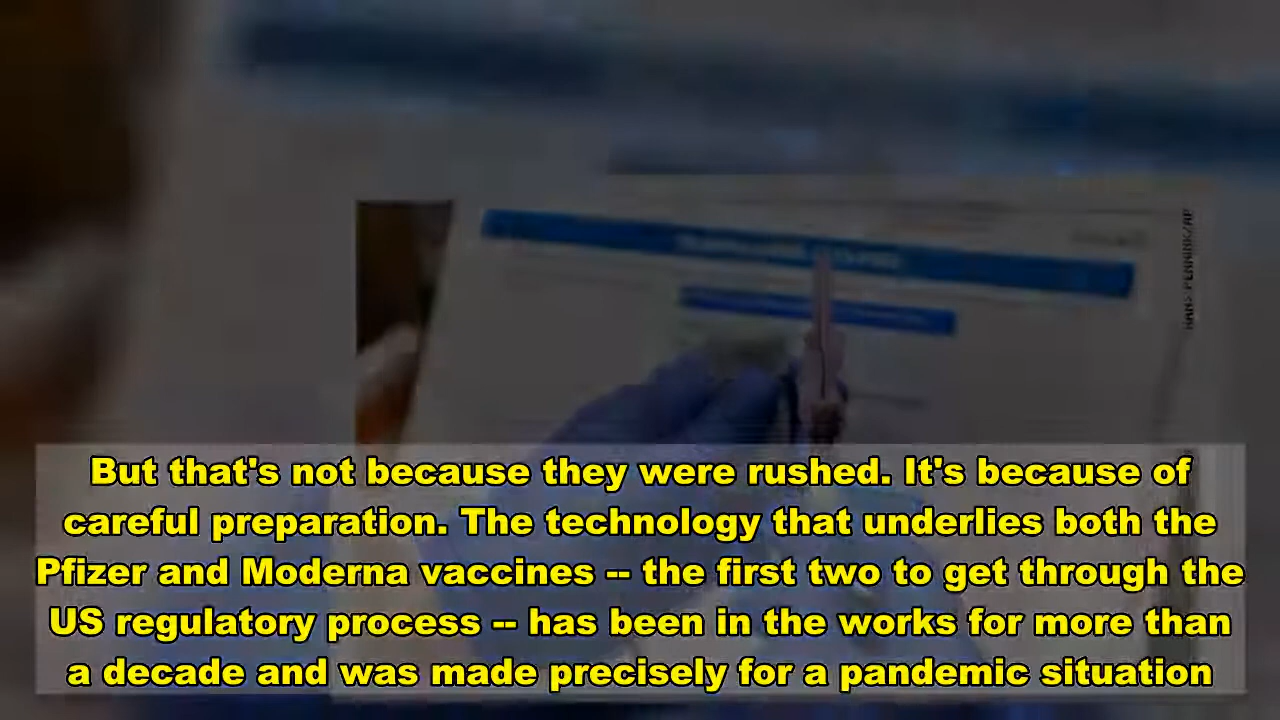 But that's not because they were rushed. It's because of
careful preparation. The technology that underlies both the
Pfizer and Moderna vaccines -- the first two to get through the
US regulatory process -- has been in the works for more than
a decade and was made precisely for a pandemic situation